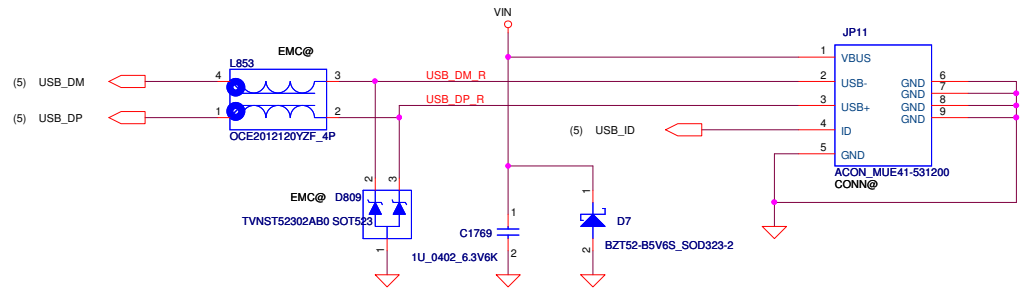 VIN
JP11
EMC@
L853
(5) USB_DM
4
3
USB_DM_R
1
VBUS
2
USB-
GND
6
GND
7
(5) USB_DP
1
2
USB_DP_R
3
USB+
GND
8
GND
9
OCE2012120YZF_4P
(5) USB_ID
4
ID
5
GND
ACON_MUE41-531200
CONN@
2
3
EMC@
D809
TVNST52302AB0 SOT523
1
1
C1769
2
1U_0402_6.3V6K
1
D7
BZT52-B5V6S_SOD323-2
2